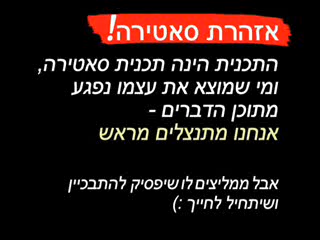 אזהרת סאטירה!
התכנית הינה תכנית סאטירה,
ומי שמוצא את עצמו נפגע
מתוכן הדברים -
אנחנו מתנצלים מראש
אבל ממליצים לו שיפסיק להתבכיין
ושיתחיל לחייך :)